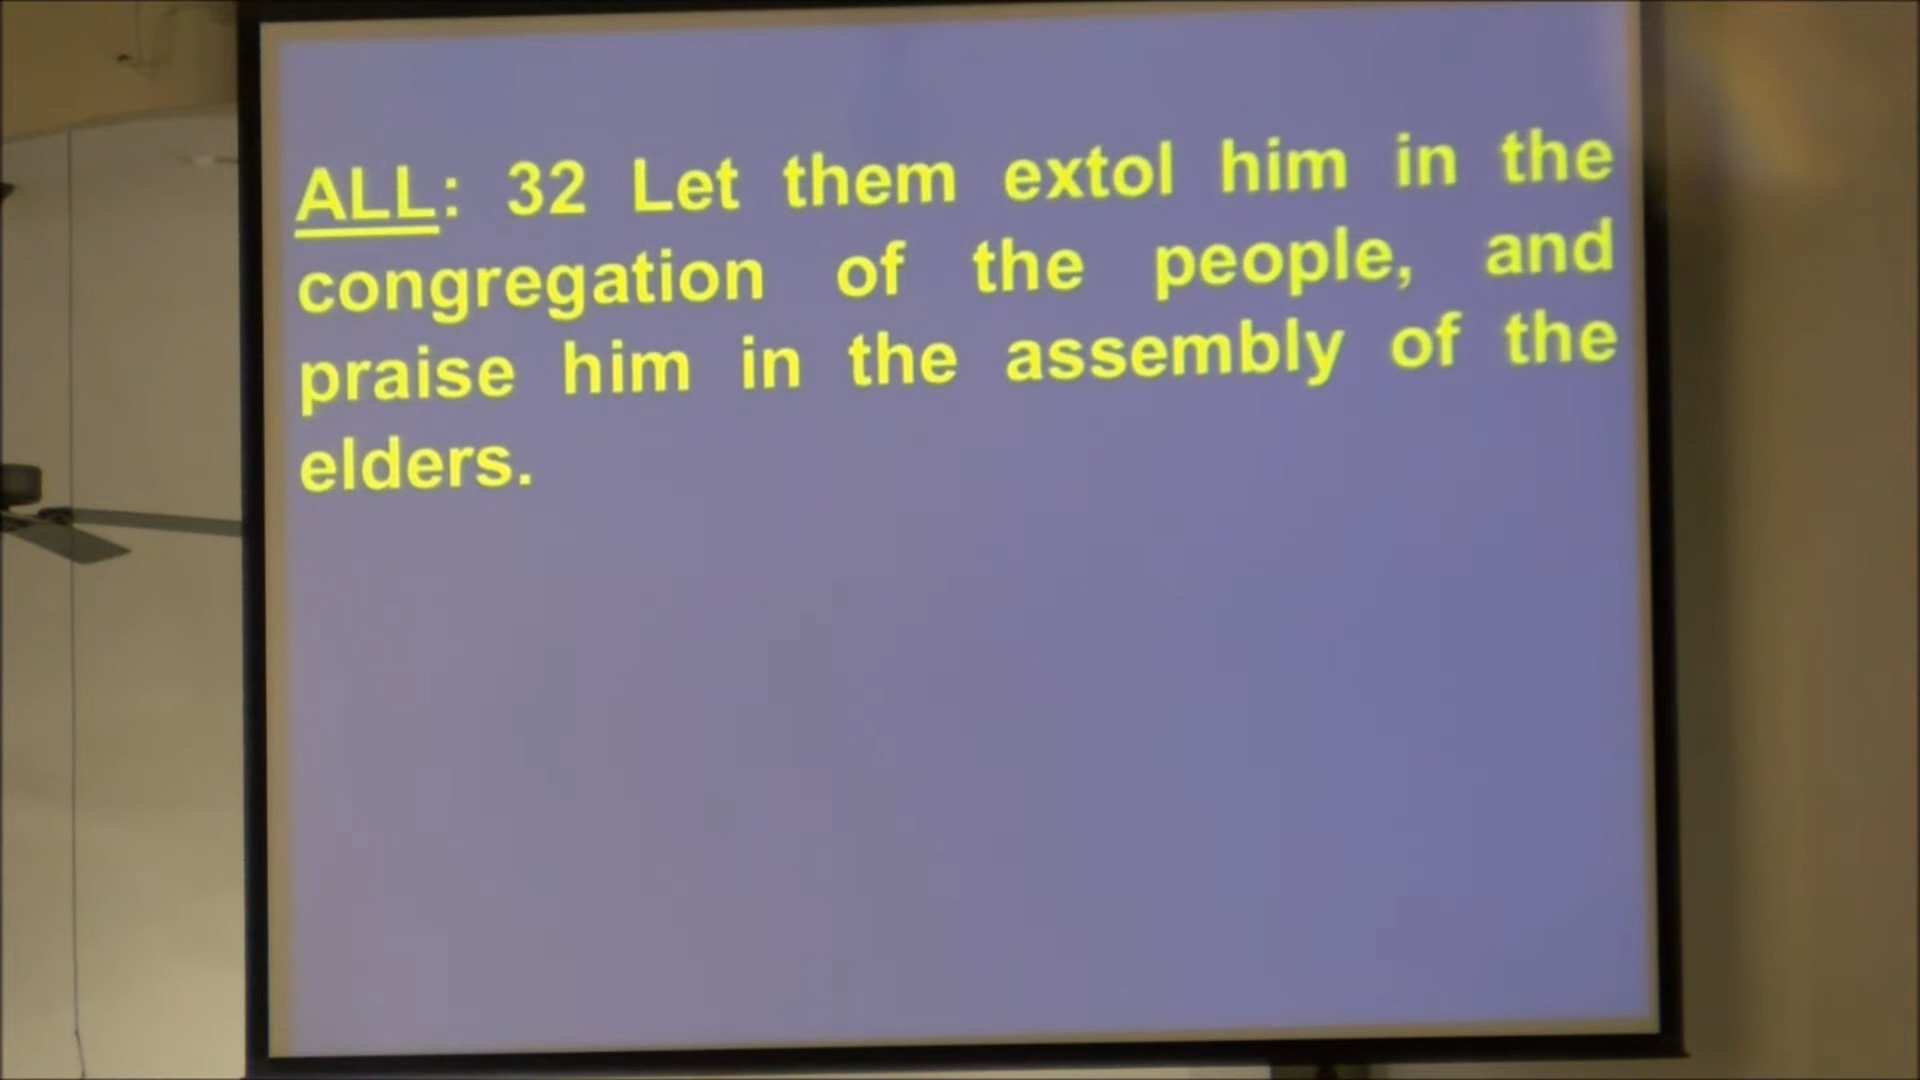 ALL: 32 Let them extol him in the
congregation of the people, and
praise him in the assembly of the
elders.